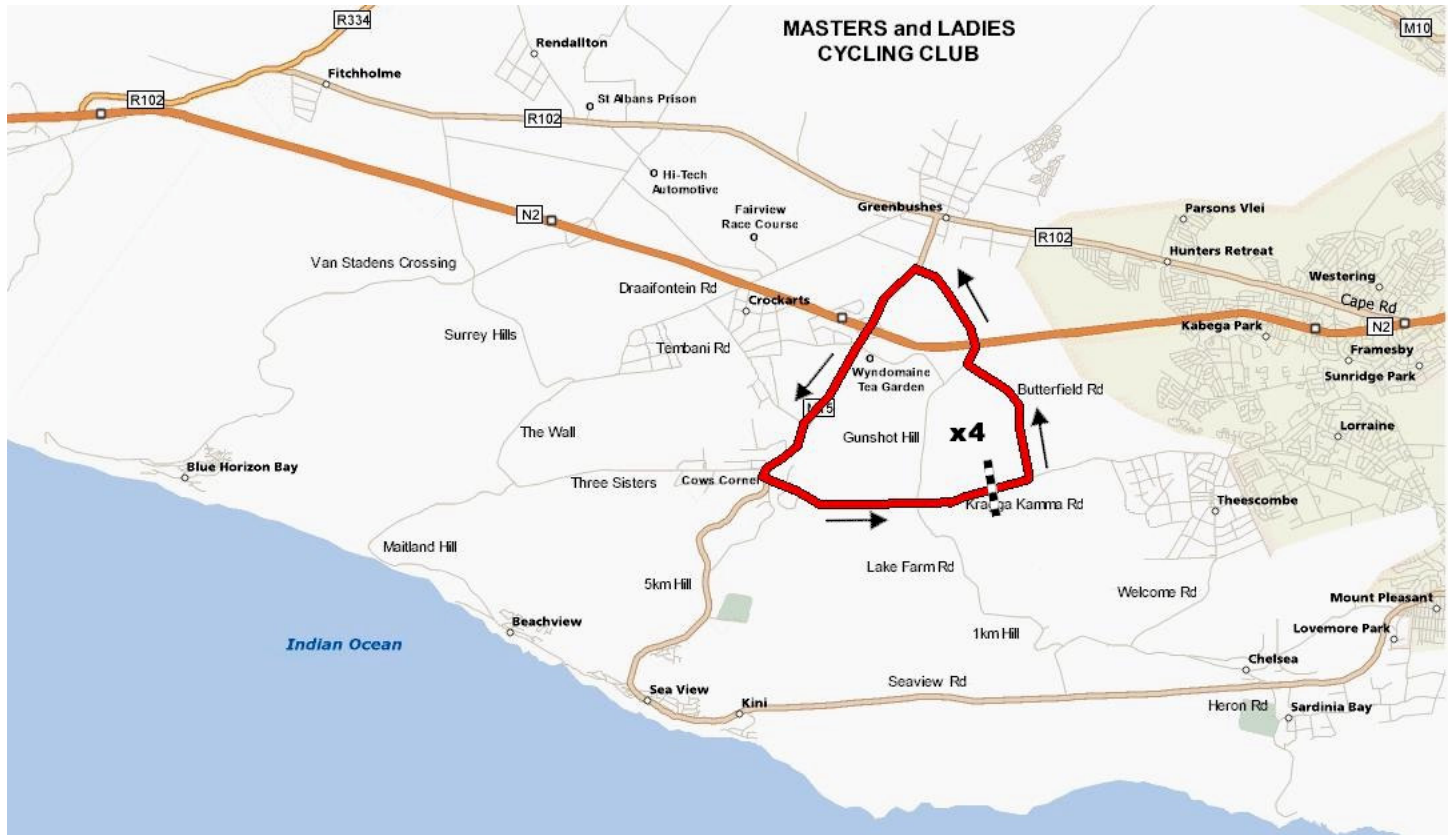 MASTERS and LADIES
CYCLING CLUB
R334
M10
Rendallton
Fitchholme
R102
St Albans Prison
R102
Hi-Tech
Automotive
Fairview
Race Course
Greenbushes
Parsons Vlei
N2
R102
Hunters Retreat
Van Stadens Crossing
Westering
Draaifontein Rd
Crockarts
Cape Rd
Kabega Park
N2
Surrey Hills
Tembani Rd
Framesby
Wyndomaine
Tea Garden
Sunridge Park
Butterfield Rd
The Wall
Gunshot Hill
x4
Lorraine
Blue Horizon Bay
Three Sisters
Cows Corner
Kragga Kamma Rd
Theescombe
Maitland Hill
Lake Farm Rd
5km Hill
Welcome Rd
Mount Pleasant
Beachview
1km Hill
Lovemore Park
Indian Ocean
Chelsea
Seaview Rd
Sea View
Kini
Heron Rd
Sardinia Bay